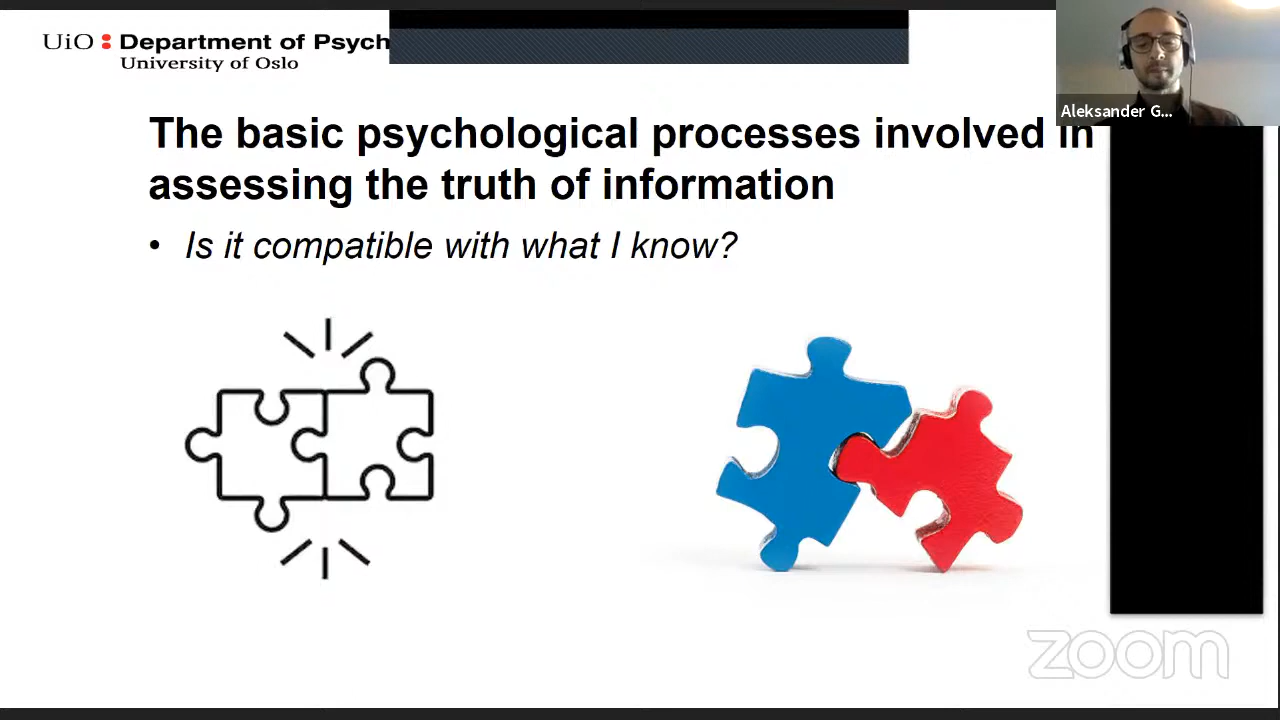 UiO : Department of Psych
University of Oslo
Aleksander G...
The basic psychological processes involved in
assessing the truth of information
• Is it compatible with what I know?
zoom